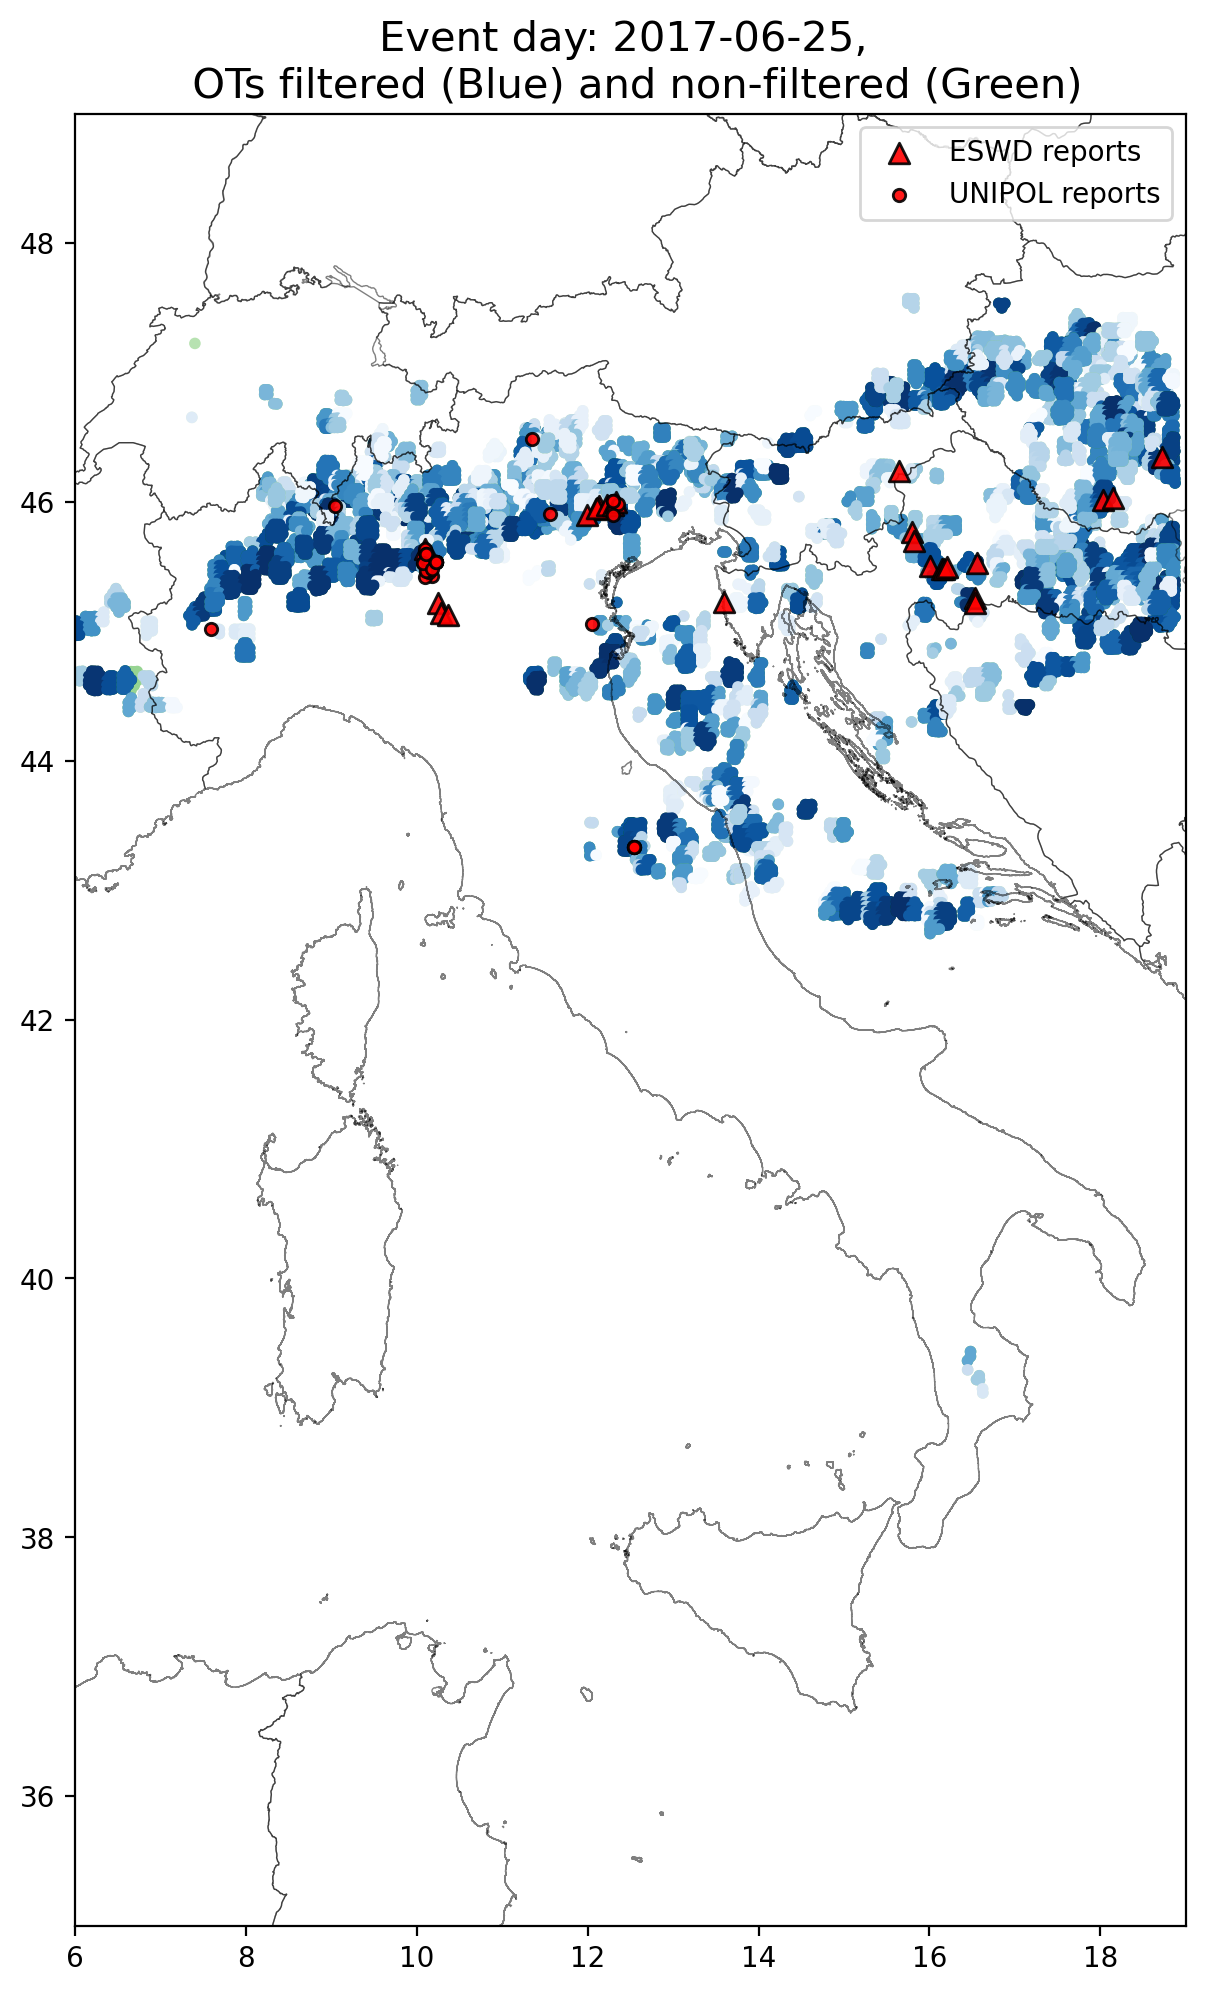 Event day: 2017-06-25,
OTs filtered (Blue) and non-filtered (Green)
ESWD reports
UNIPOL reports
48
46
44
42
40
38
36
6 8 10 12 14 16 18